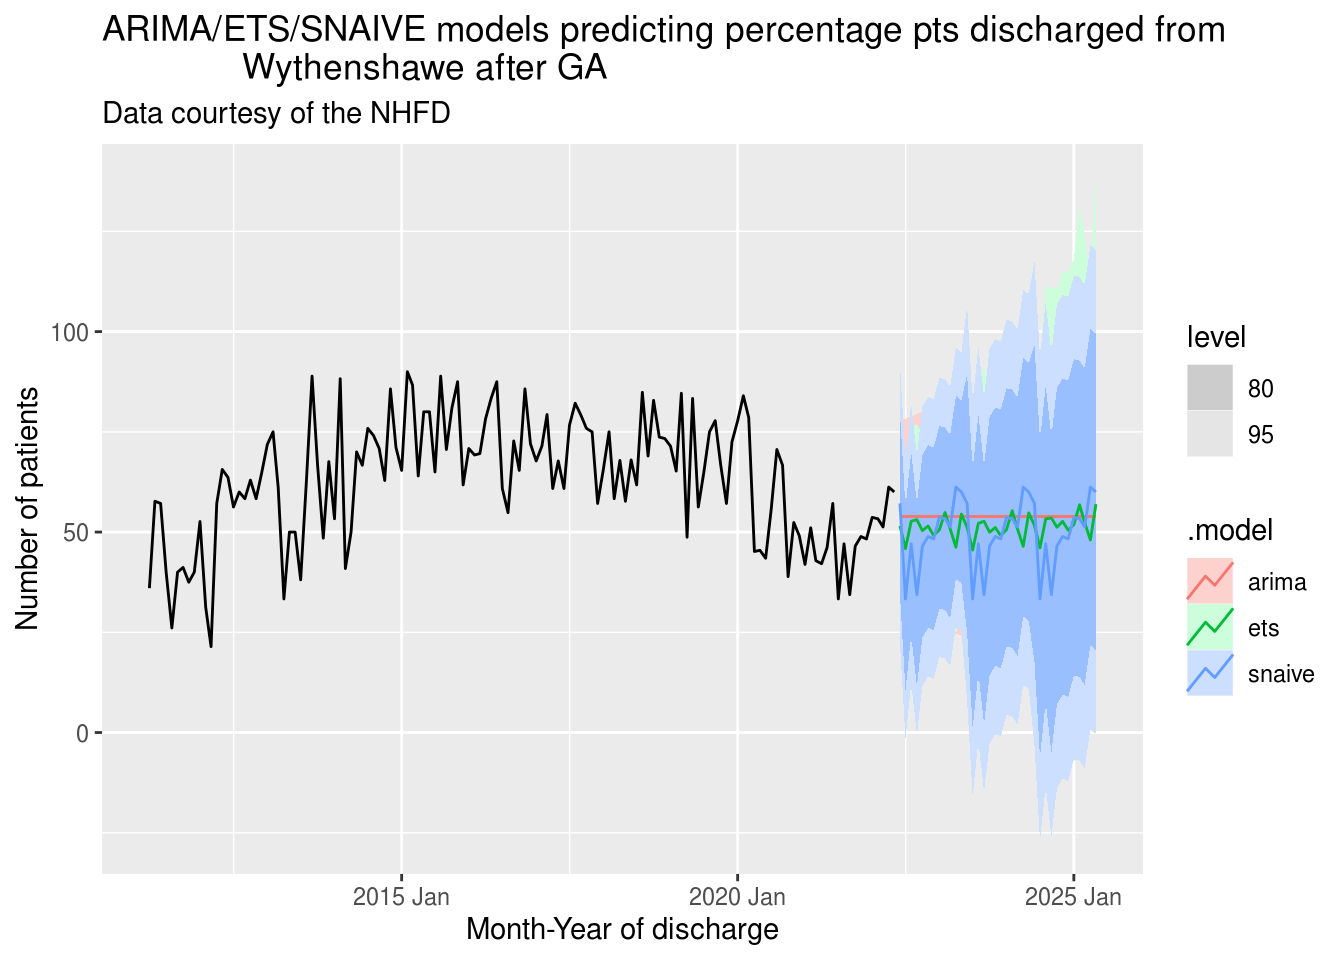 ARIMA/ETS/SNAIVE models predicting percentage pts discharged from
Wythenshawe after GA
Data courtesy of the NHFD
Number of patients
100
50
0
2015 Jan
2020 Jan
2025 Jan
Month-Year of discharge
level
80
95
.model
arima
ets
snaive